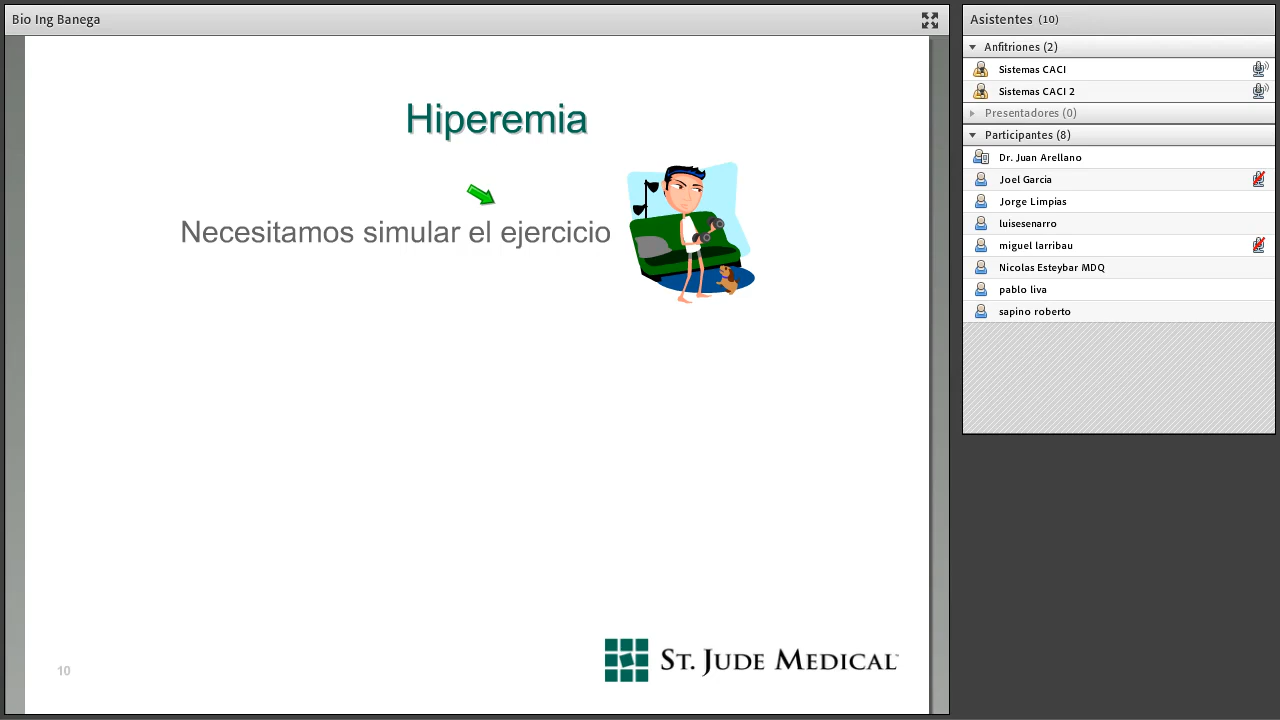 Bio Ing Banega
Hiperemia
Necesitamos simular el ejercicio
10
ST. JUDE MEDICAL™
Asistentes (10)
Anfitriones (2)
Sistemas CACI
Sistemas CACI 2
Presentadores (0)
Participantes (8)
Dr. Juan Arellano
Joel Garcia
Jorge Limpias
luisesenarro
miguel larribau
Nicolas Esteybar MDQ
pablo liva
sapino roberto